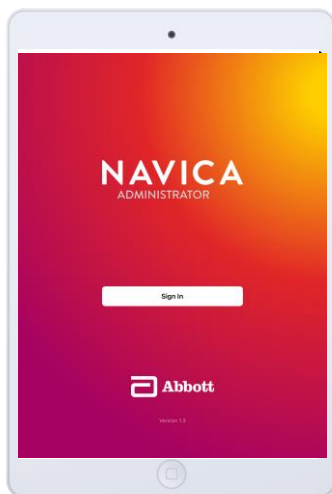 NAVICA
ADMINISTRATOR
Sign In
Abbott
Version 1.3